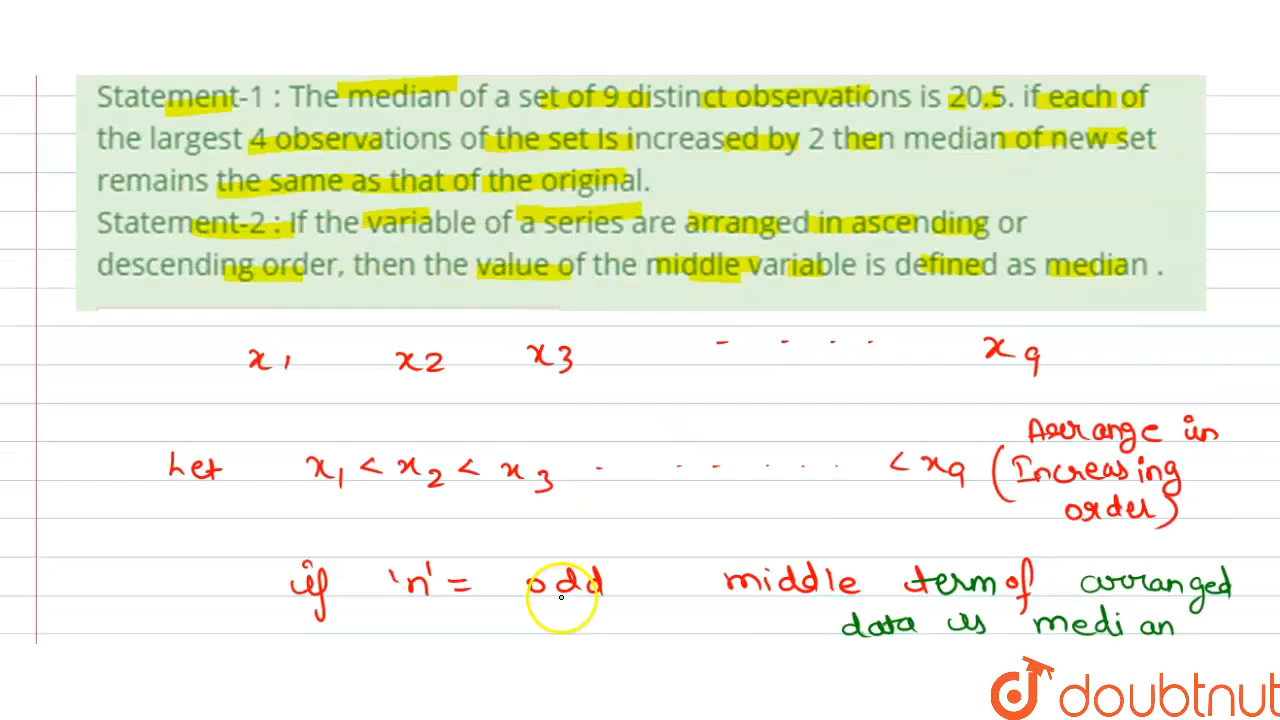 Statement-1 : The median of a set of 9 distinct observations is 20.5. if each of
the largest 4 observations of the set is increased by 2 then median of new set
remains the same as that of the original.
Statement-2 : If the variable of a series are arranged in ascending or
descending order, then the value of the middle variable is defined as median .
x1 x2 x3 - - - - x9
Let x1 < x2 < x3 - - - - - - < x9 (Arrange in
Increasing
order)
if 'n' = odd middle term of arranged
data is median
doubtnut